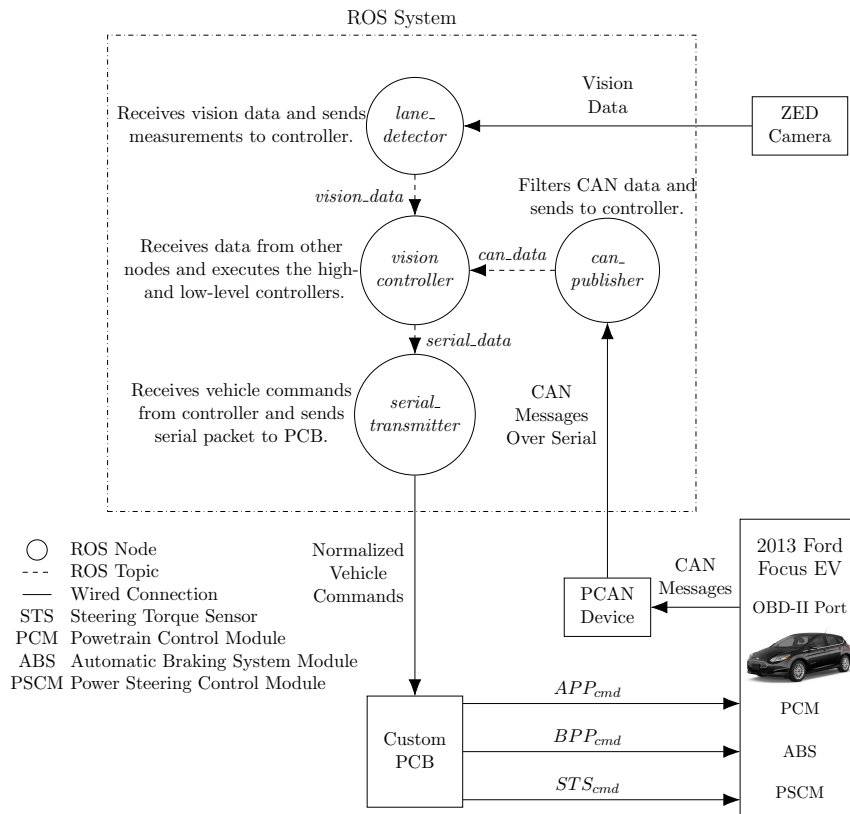 ROS System
Receives vision data and sends
measurements to controller.
lane_
detector
Vision
Data
ZED
Camera
vision_data
Filters CAN data and
sends to controller.
Receives data from other
nodes and executes the high-
and low-level controllers.
vision
controller
can_data
can_
publisher
serial_data
Receives vehicle commands
from controller and sends
serial packet to PCB.
serial_
transmitter
CAN
Messages
Over Serial
ROS Node
ROS Topic
Wired Connection
STS Steering Torque Sensor
PCM Powetrain Control Module
ABS Automatic Braking System Module
PSCM Power Steering Control Module
Normalized
Vehicle
Commands
PCAN
Device
CAN
Messages
2013 Ford
Focus EV
OBD-II Port
Custom
PCB
APP_cmd
PCM
BPP_cmd
ABS
STS_cmd
PSCM